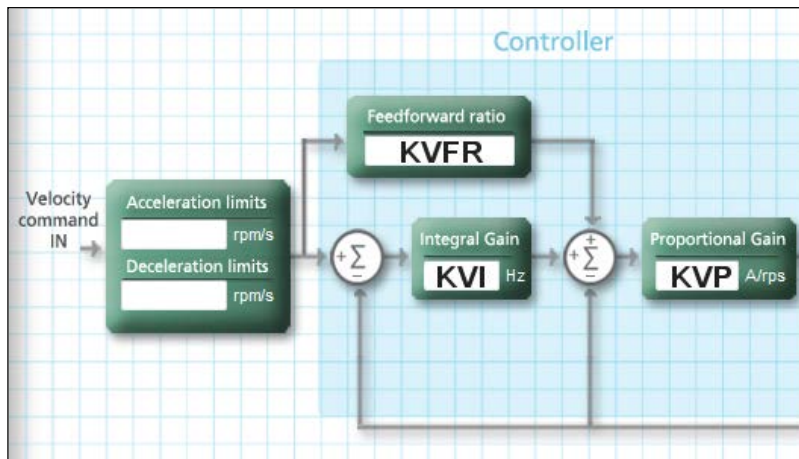 Controller
Feedforward ratio
KVFR
Velocity
command
IN
Acceleration limits
rpm/s
Deceleration limits
rpm/s
+ Σ
−
Integral Gain
KVI Hz
+
+ Σ
−
Proportional Gain
KVP A/rps